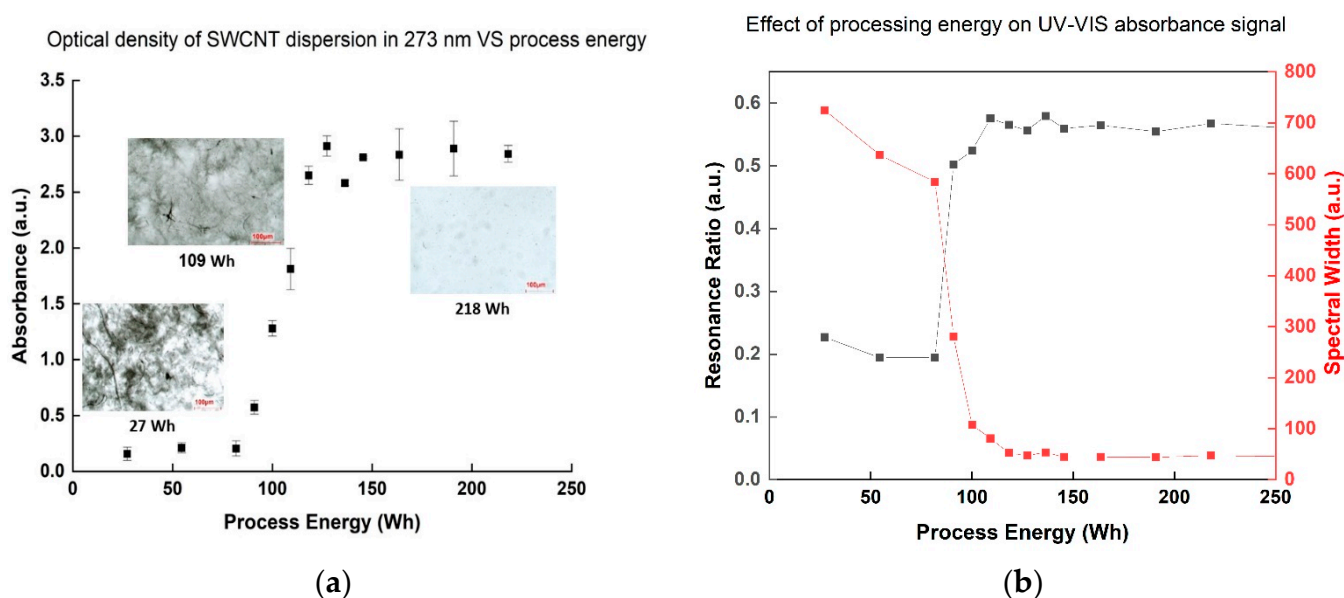 Optical density of SWCNT dispersion in 273 nm VS process energy
3.5
3.0
2.5
2.0
1.5
1.0
0.5
0.0
Absorbance (a.u.)
100µm
109 Wh
100µm
27 Wh
100µm
218 Wh
0 50 100 150 200 250
Process Energy (Wh)
(a)
Effect of processing energy on UV-VIS absorbance signal
0.6
0.5
0.4
0.3
0.2
0.1
0.0
Resonance Ratio (a.u.)
800
700
600
500
400
300
200
100
0
Spectral Width (a.u.)
0 50 100 150 200 250
Process Energy (Wh)
(b)